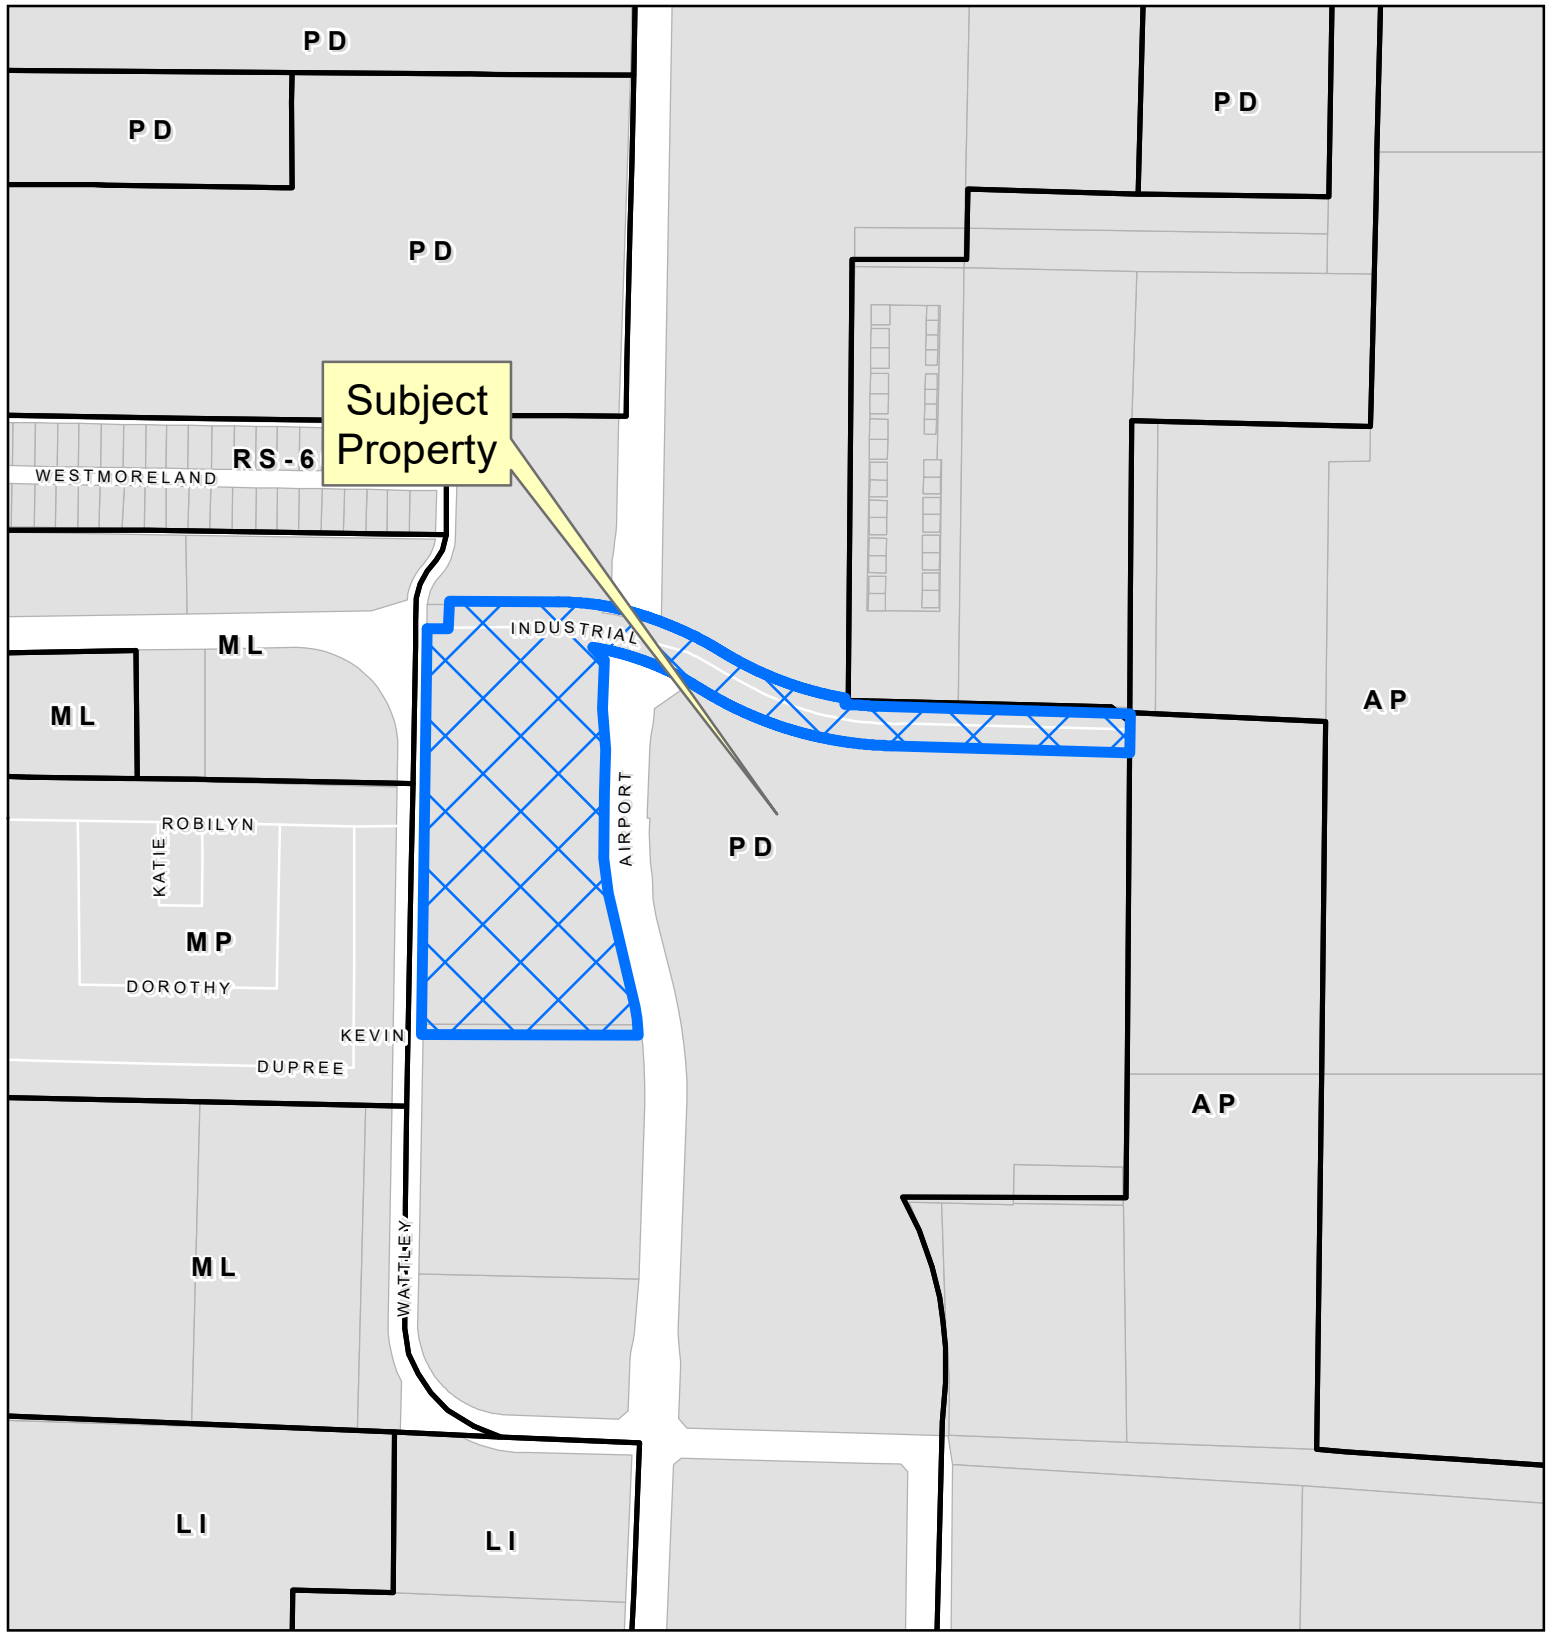 PD
PD
PD
PD
Subject
Property
RS-6
WESTMORELAND
INDUSTRIAL
ML
AP
ML
AIRPORT
ROBILYN
KATIE
PD
MP
DOROTHY
KEVIN
DUPREE
AP
WATTLEY
ML
LI
LI